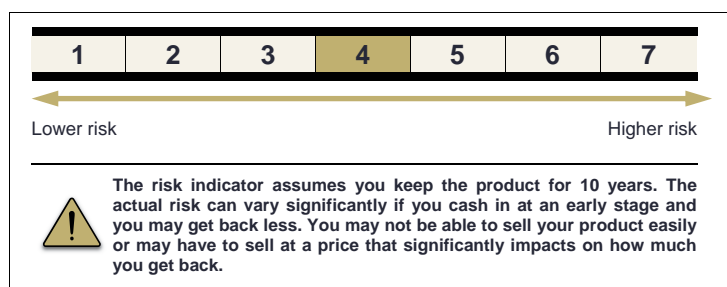 1 2 3 4 5 6 7
Lower risk Higher risk
The risk indicator assumes you keep the product for 10 years. The
actual risk can vary significantly if you cash in at an early stage and
you may get back less. You may not be able to sell your product easily
or may have to sell at a price that significantly impacts on how much
you get back.